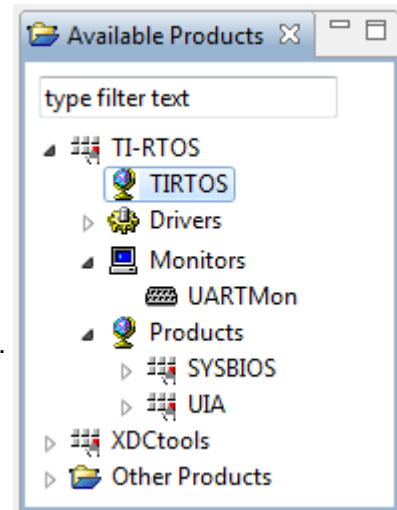 Available Products
type filter text
TI-RTOS
TIRTOS
Drivers
Monitors
UARTMon
Products
.
SYSBIOS
UIA
XDCtools
Other Products